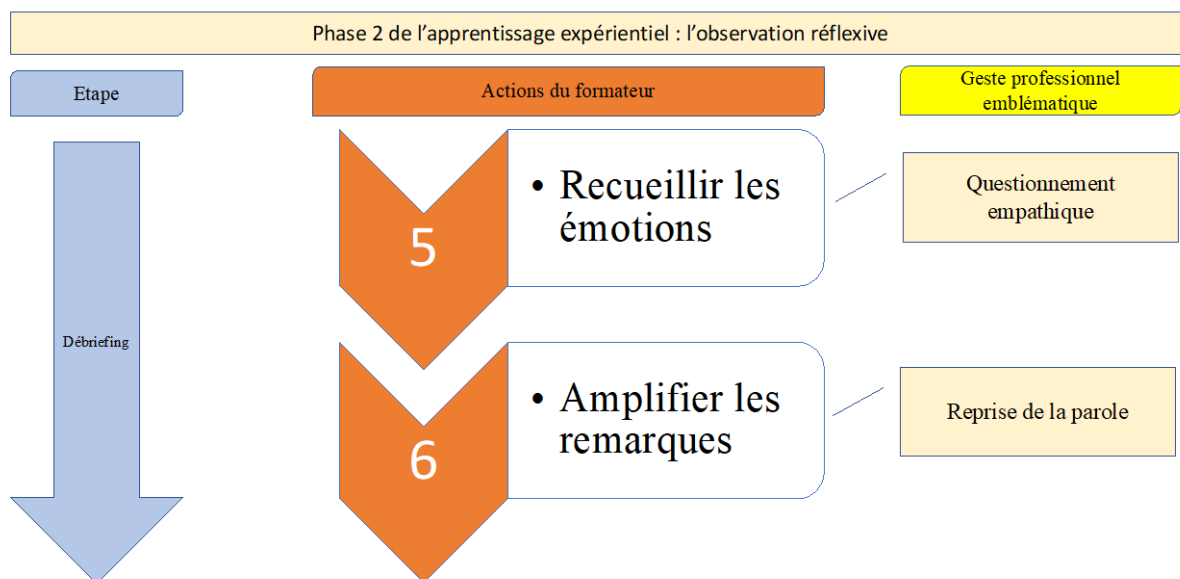 Phase 2 de l’apprentissage expérientiel : l’observation réflexive
Etape
Actions du formateur
Geste professionnel
emblématique
Débriefing
5
• Recueillir les
émotions
Questionnement
empathique
6
• Amplifier les
remarques
Reprise de la parole